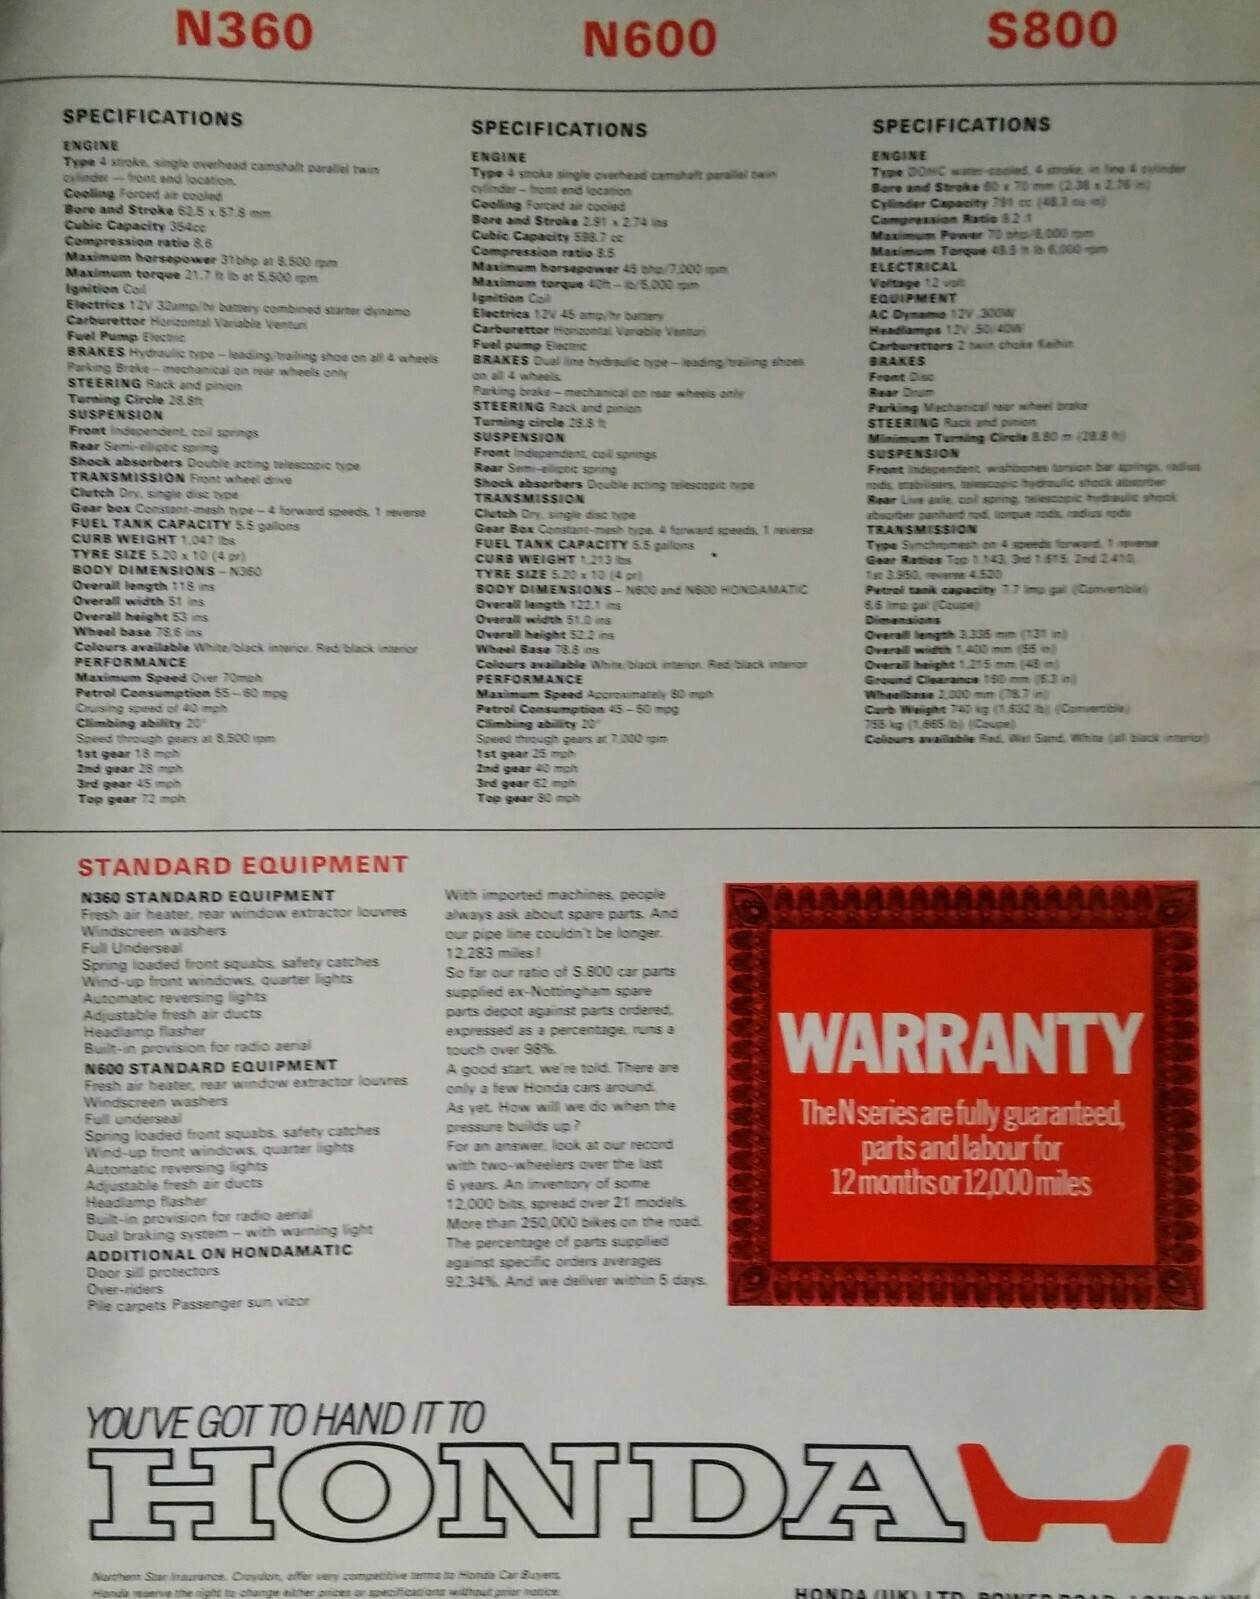 N360
SPECIFICATIONS
ENGINE
Type 4 stroke, single overhead camshaft parallel twin
cylinder — front end location.
Cooling Forced air cooled
Bore and Stroke 62.5 x 57.8 mm
Cubic Capacity 354cc
Compression ratio 8.6
Maximum horsepower 31bhp at 8,500 rpm
Maximum torque 21.7 ft lb at 5,500 rpm
Ignition Coil
Electrics 12V 32amp/hr battery combined starter dynamo
Carburettor Horizontal Variable Venturi
Fuel Pump Electric
BRAKES Hydraulic type – leading/trailing shoe on all 4 wheels
Parking Brake – mechanical on rear wheels only
STEERING Rack and pinion
Turning Circle 28.8ft
SUSPENSION
Front Independent, coil springs
Rear Semi-elliptic spring
Shock absorbers Double acting telescopic type
TRANSMISSION Front wheel drive
Clutch Dry, single disc type
Gear box Constant-mesh type – 4 forward speeds, 1 reverse
FUEL TANK CAPACITY 5.5 gallons
CURB WEIGHT 1,047 lbs
TYRE SIZE 5.20 x 10 (4 pr)
BODY DIMENSIONS – N360
Overall length 118 ins
Overall width 51 ins
Overall height 53 ins
Wheel base 78.6 ins
Colours available White/black interior. Red/black interior
PERFORMANCE
Maximum Speed Over 70mph
Petrol Consumption 55–60 mpg
Cruising speed of 40 mph
Climbing ability 20°
Speed through gears at 8,500 rpm
1st gear 18 mph
2nd gear 28 mph
3rd gear 45 mph
Top gear 72 mph
N600
SPECIFICATIONS
ENGINE
Type 4 stroke single overhead camshaft parallel twin
cylinder – front end location
Cooling Forced air cooled
Bore and Stroke 2.91 x 2.74 ins
Cubic Capacity 598.7 cc
Compression ratio 8.5
Maximum horsepower 45 bhp/7,000 rpm
Maximum torque 40ft – lb/5,000 rpm
Ignition Coil
Electrics 12V 45 amp/hr battery
Carburettor Horizontal Variable Venturi
Fuel pump Electric
BRAKES Dual line hydraulic type – leading/trailing shoes
on all 4 wheels.
Parking brake – mechanical on rear wheels only
STEERING Rack and pinion
Turning circle 28.8 ft
SUSPENSION
Front Independent, coil springs
Rear Semi-elliptic spring
Shock absorbers Double acting telescopic type
TRANSMISSION
Clutch Dry, single disc type
Gear Box Constant-mesh type, 4 forward speeds, 1 reverse
FUEL TANK CAPACITY 5.5 gallons
CURB WEIGHT 1,213 lbs
TYRE SIZE 5.20 x 10 (4 pr)
BODY DIMENSIONS – N600 and N600 HONDAMATIC
Overall length 122.1 ins
Overall width 51.0 ins
Overall height 52.2 ins
Wheel Base 78.8 ins
Colours available White/black interior. Red/black interior
PERFORMANCE
Maximum Speed Approximately 80 mph
Petrol Consumption 45–50 mpg
Climbing ability 20°
Speed through gears at 7,000 rpm
1st gear 25 mph
2nd gear 40 mph
3rd gear 62 mph
Top gear 80 mph
S800
SPECIFICATIONS
ENGINE
Type DOHC water-cooled, 4 stroke, in line 4 cylinder
Bore and Stroke 60 x 70 mm (2.36 x 2.76 in)
Cylinder Capacity 791 cc (48.3 cu in)
Compression Ratio 9.2 :1
Maximum Power 70 bhp/8,000 rpm
Maximum Torque 48.5 ft lb 6,000 rpm
ELECTRICAL
Voltage 12 volt
EQUIPMENT
AC Dynamo 12V .300W
Headlamps 12V .50/40W
Carburettors 2 twin choke Keihin
BRAKES
Front Disc
Rear Drum
Parking Mechanical rear wheel brake
STEERING Rack and pinion
Minimum Turning Circle 8.80 m (28.8 ft)
SUSPENSION
Front Independent, wishbones torsion bar springs, radius
rods, stabilisers, telescopic hydraulic shock absorber
Rear Live axle, coil spring, telescopic hydraulic shock
absorber panhard rod, torque rods, radius rods
TRANSMISSION
Type Synchromesh on 4 speeds forward, 1 reverse
Gear Ratios Top 1.143, 3rd 1.615, 2nd 2.410,
1st 3.950, reverse 4.520
Petrol tank capacity 7.7 Imp gal (Convertible)
6.6 Imp gal (Coupe)
Dimensions
Overall length 3,335 mm (131 in)
Overall width 1,400 mm (55 in)
Overall height 1,215 mm (48 in)
Ground Clearance 160 mm (6.3 in)
Wheelbase 2,000 mm (78.7 in)
Curb Weight 740 kg (1,632 lb) (Convertible)
755 kg (1,665 lb) (Coupe)
Colours available Red, Wet Sand, White (all black interior)
STANDARD EQUIPMENT
N360 STANDARD EQUIPMENT
Fresh air heater, rear window extractor louvres
Windscreen washers
Full Underseal
Spring loaded front squabs, safety catches
Wind-up front windows, quarter lights
Automatic reversing lights
Adjustable fresh air ducts
Headlamp flasher
Built-in provision for radio aerial
N600 STANDARD EQUIPMENT
Fresh air heater, rear window extractor louvres
Windscreen washers
Full underseal
Spring loaded front squabs, safety catches
Wind-up front windows, quarter lights
Automatic reversing lights
Adjustable fresh air ducts
Headlamp flasher
Built-in provision for radio aerial
Dual braking system – with warning light
ADDITIONAL ON HONDAMATIC
Door sill protectors
Over-riders
Pile carpets Passenger sun vizor
With imported machines, people
always ask about spare parts. And
our pipe line couldn't be longer.
12,283 miles!
So far our ratio of S.800 car parts
supplied ex-Nottingham spare
parts depot against parts ordered,
expressed as a percentage, runs a
touch over 98%.
A good start, we're told. There are
only a few Honda cars around.
As yet. How will we do when the
pressure builds up?
For an answer, look at our record
with two-wheelers over the last
6 years. An inventory of some
12,000 bits, spread over 21 models.
More than 250,000 bikes on the road.
The percentage of parts supplied
against specific orders averages
92.34%. And we deliver within 5 days.
WARRANTY
The N series are fully guaranteed,
parts and labour for
12 months or 12,000 miles
YOU'VE GOT TO HAND IT TO
HONDA
Northern Star Insurance, Croydon, offer very competitive terms to Honda Car Buyers.
Honda reserve the right to change either prices or specifications without prior notice.
HONDA (UK) LTD, POWER ROAD, LONDON